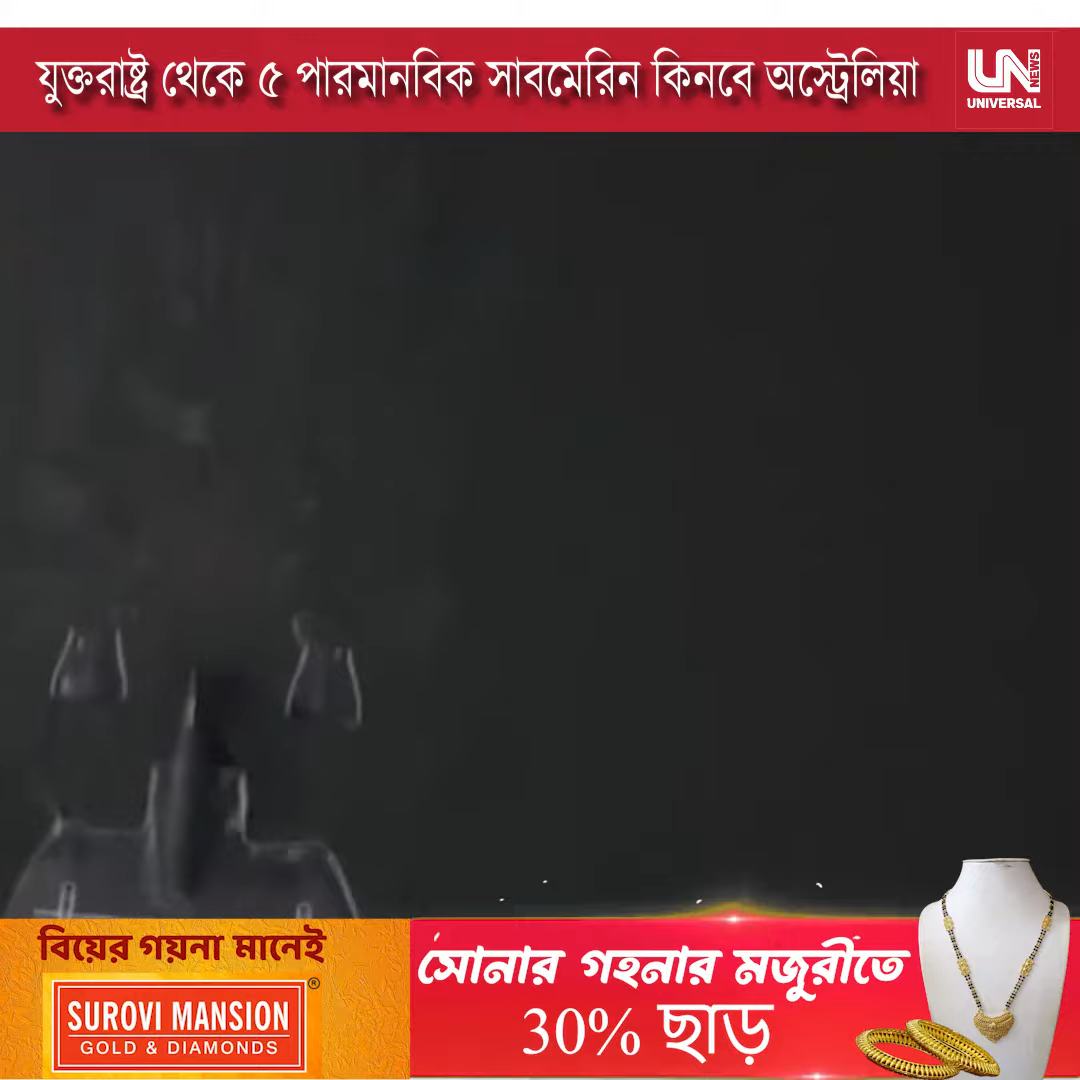 যুক্তরাষ্ট্র থেকে ৫ পারমানবিক সাবমেরিন কিনবে অস্ট্রেলিয়া
UN NEWS
UNIVERSAL
বিয়ের গয়না মানেই
SUROVI MANSION®
GOLD & DIAMONDS
সোনার গহনার মজুরীতে
30% ছাড়